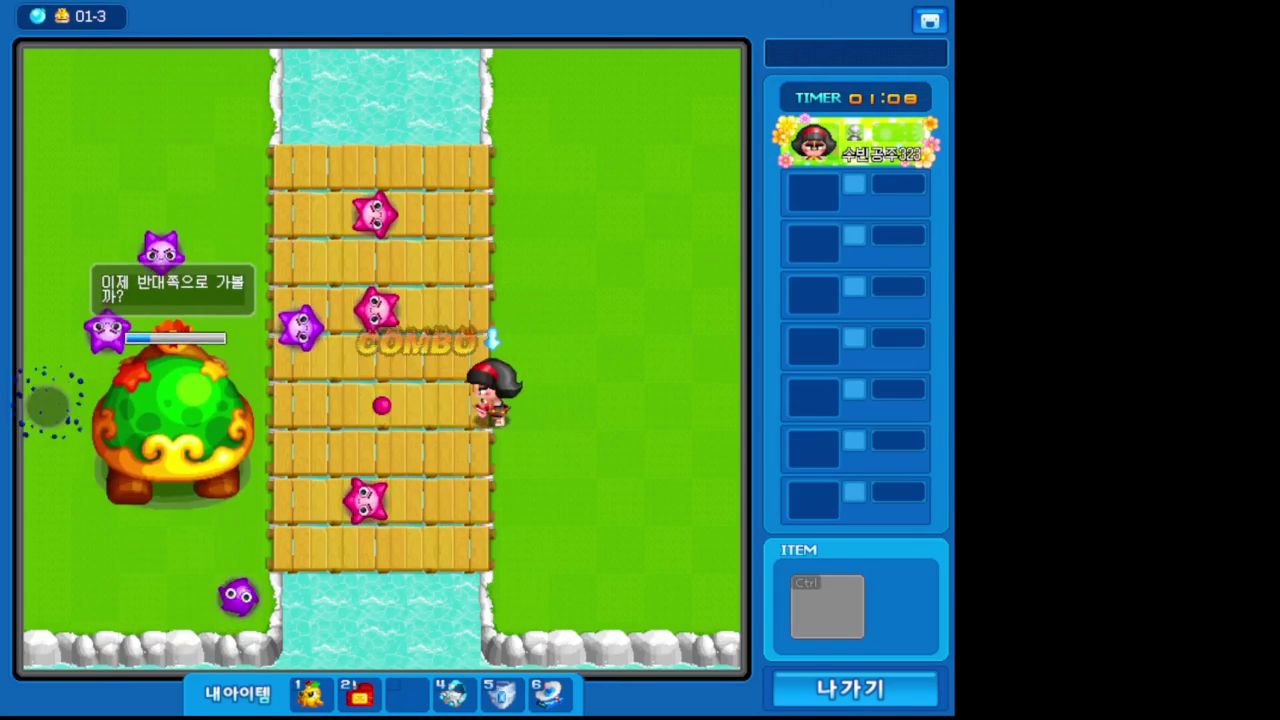 01-3
TIMER 01:08
수빈공주323
이제 반대쪽으로 가볼
까?
COMBO
ITEM
Ctrl
내아이템
1
2
4
5
6
나가기